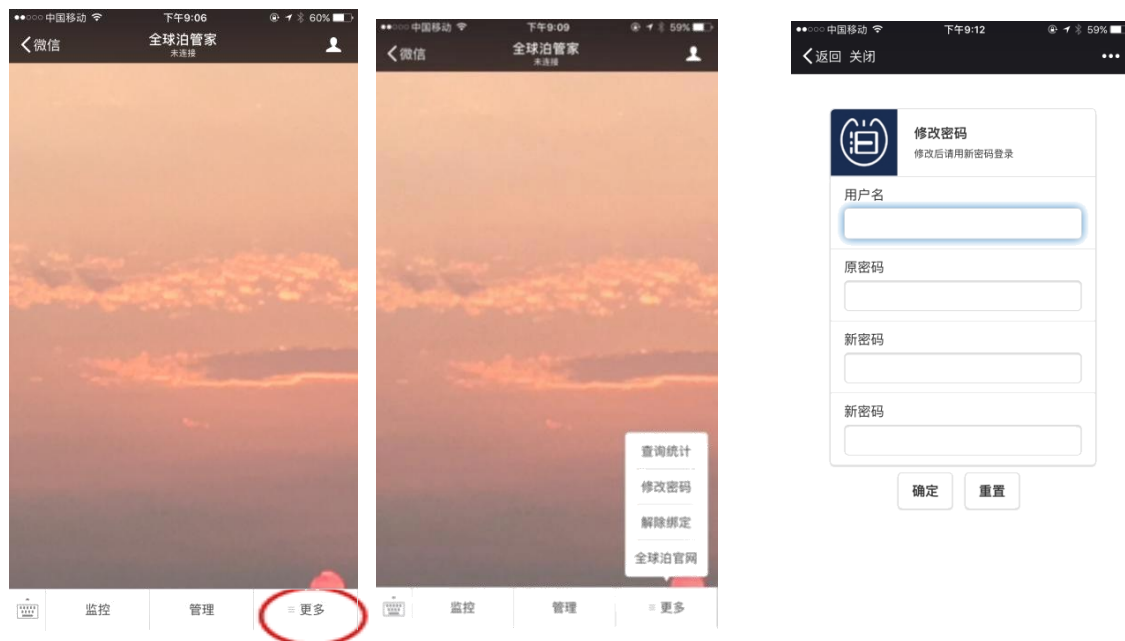 中国移动 下午9:06 60%
微信 全球泊管家
未连接
监控 管理 更多
中国移动 下午9:09 59%
微信 全球泊管家
未连接
查询统计
修改密码
解除绑定
全球泊官网
监控 管理 更多
中国移动 下午9:12 59%
返回 关闭
泊 修改密码
修改后请用新密码登录
用户名
原密码
新密码
新密码
确定 重置